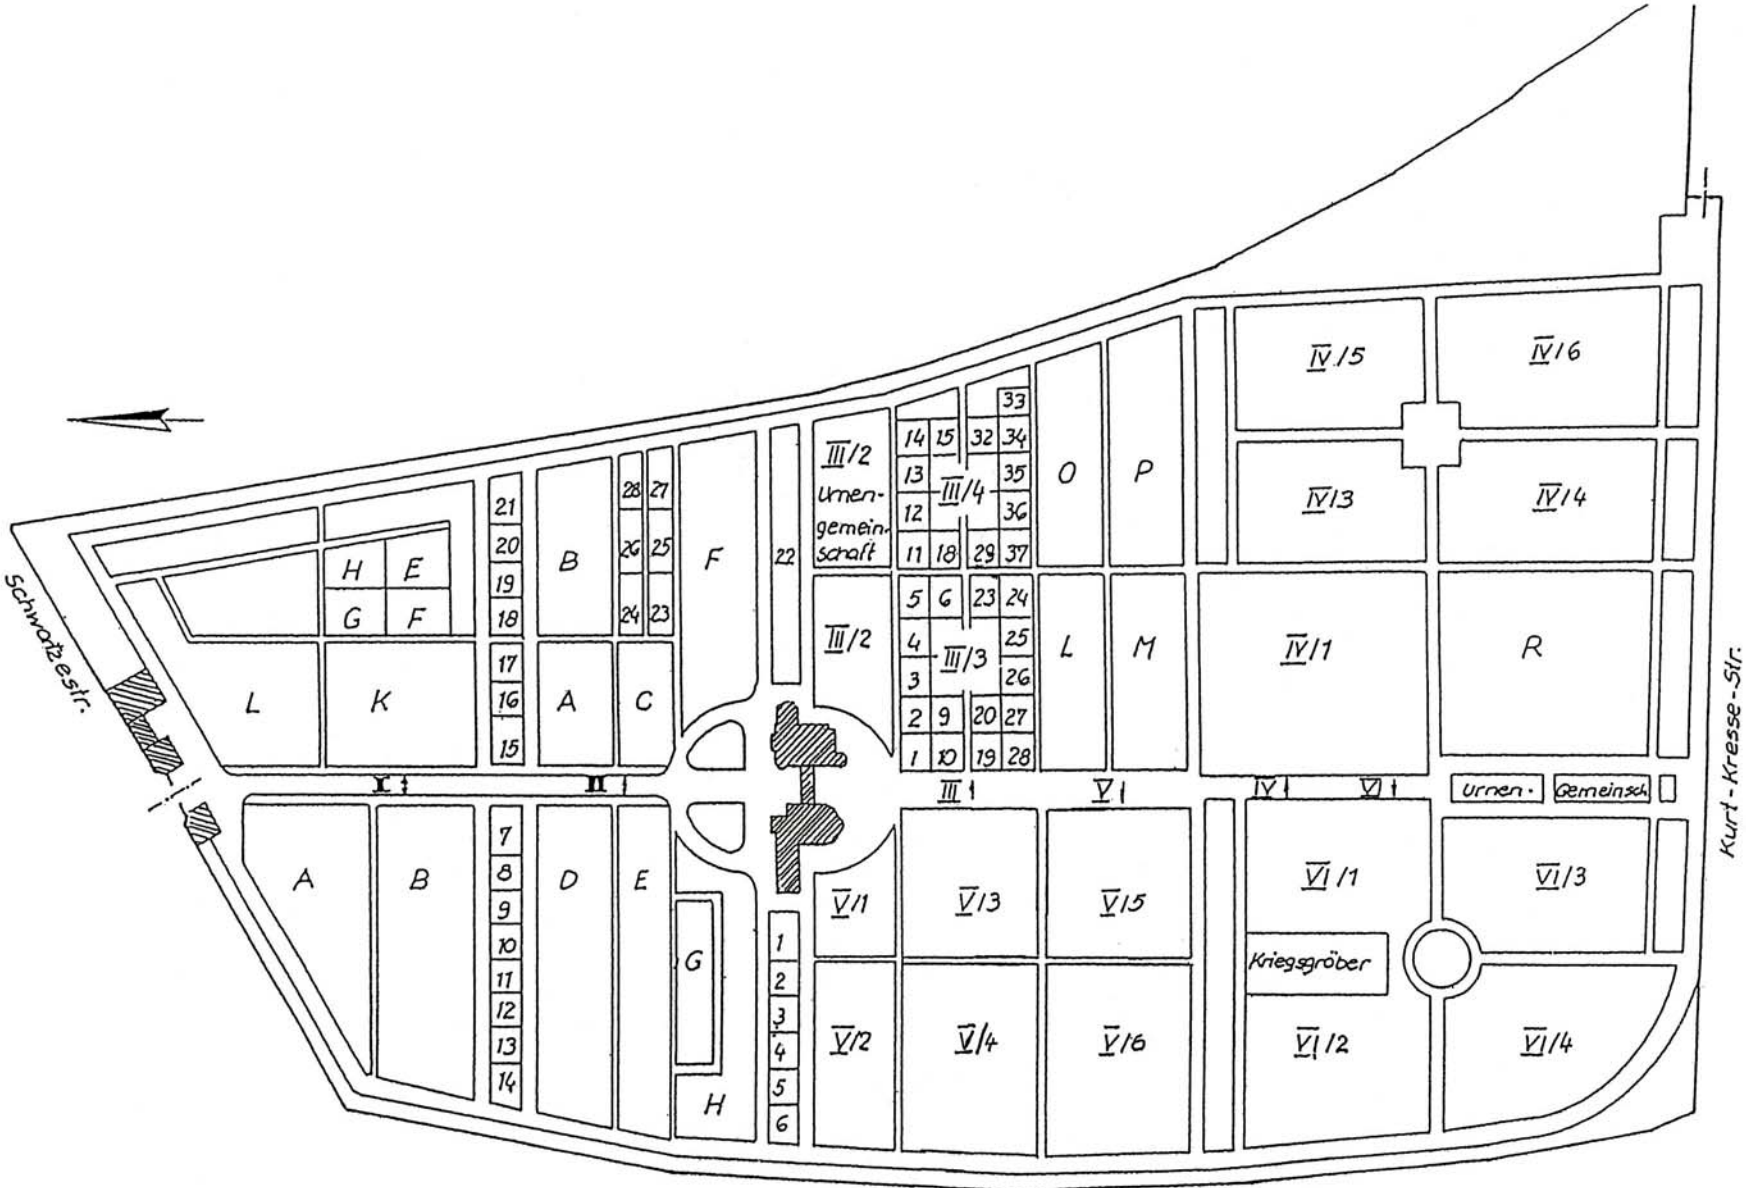 IV/5
IV/6
33
14 15 32 34
III/2
13
III/4
35
O
P
Urnen-
12
36
IV/3
IV/4
gemein-
schaft
11 18 29 37
21
28 27
20
B
26 25
F
22
H E
19
G F
18
24 23
5 6 23 24
III/2
4
III/3
25
L
M
IV/1
R
3
26
17
L
K
16
A
C
2 9 20 27
15
1 10 19 28
Schwatzestr.
Kurt-Kresse-Str.
I
II
III
V
IV
VI
Urnen-
Gemeinsch
A
B
7
8
9
10
11
12
13
14
D
E
G
H
1
2
3
4
5
6
V/1
V/3
V/5
VI/1
VI/3
Kriegsgräber
V/2
V/4
V/6
VI/2
VI/4